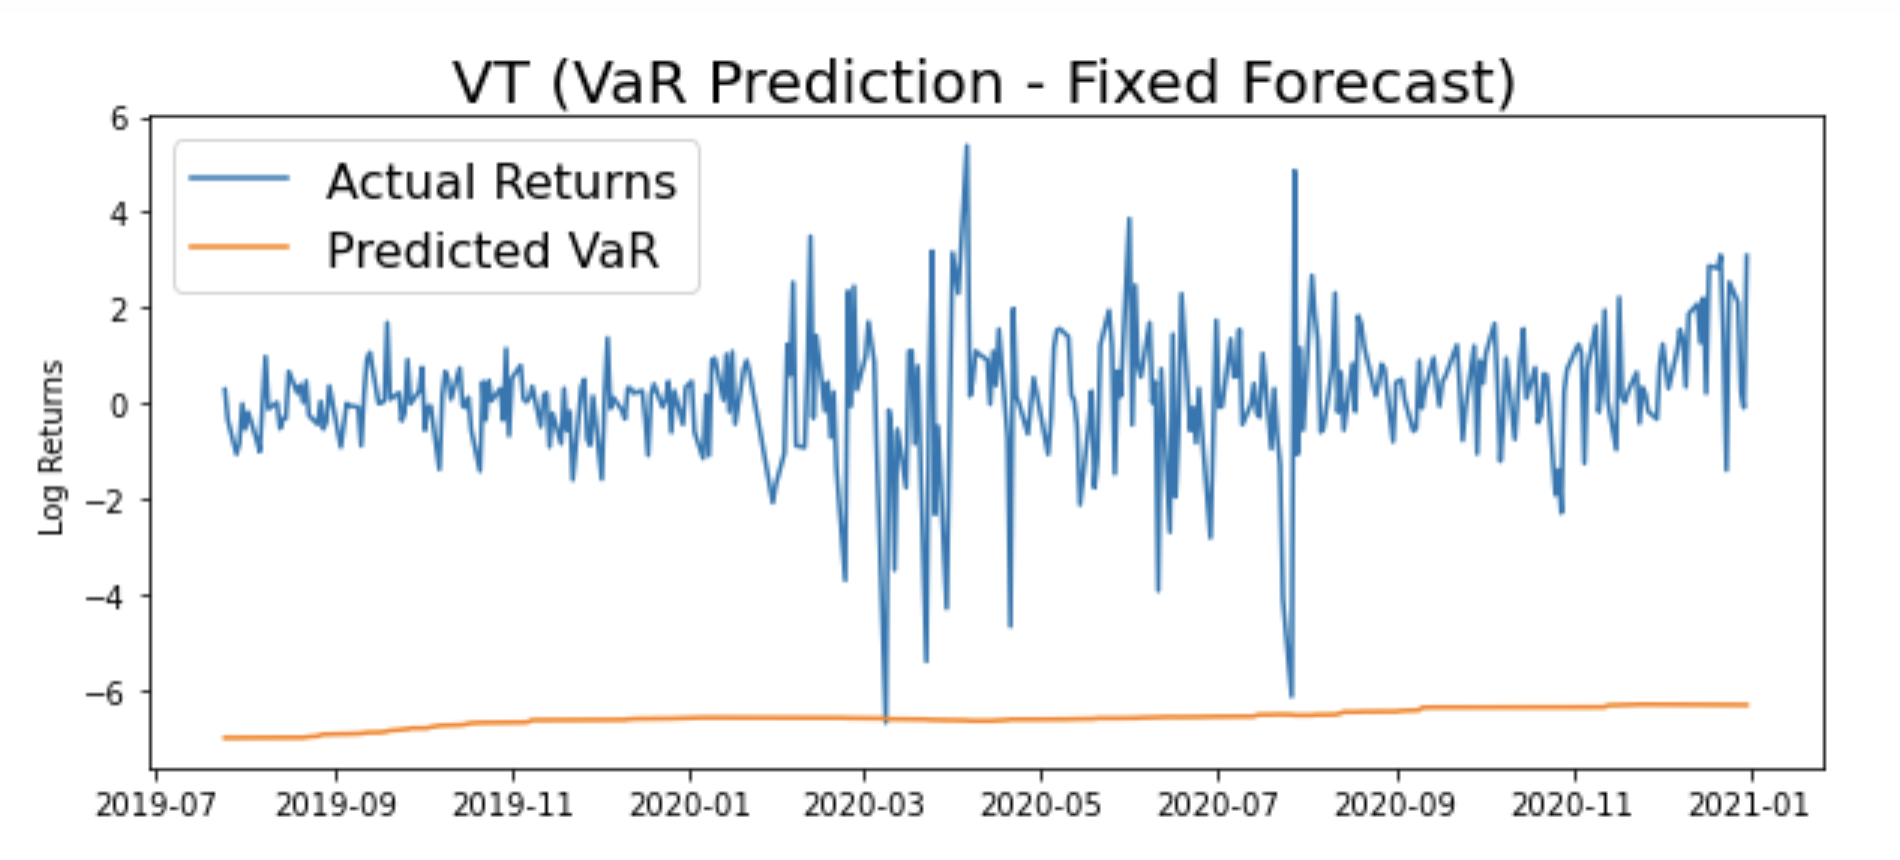 VT (VaR Prediction - Fixed Forecast)
6
Actual Returns
4
Predicted VaR
2
0
Log Returns
−2
−4
−6
2019-07 2019-09 2019-11 2020-01 2020-03 2020-05 2020-07 2020-09 2020-11 2021-01